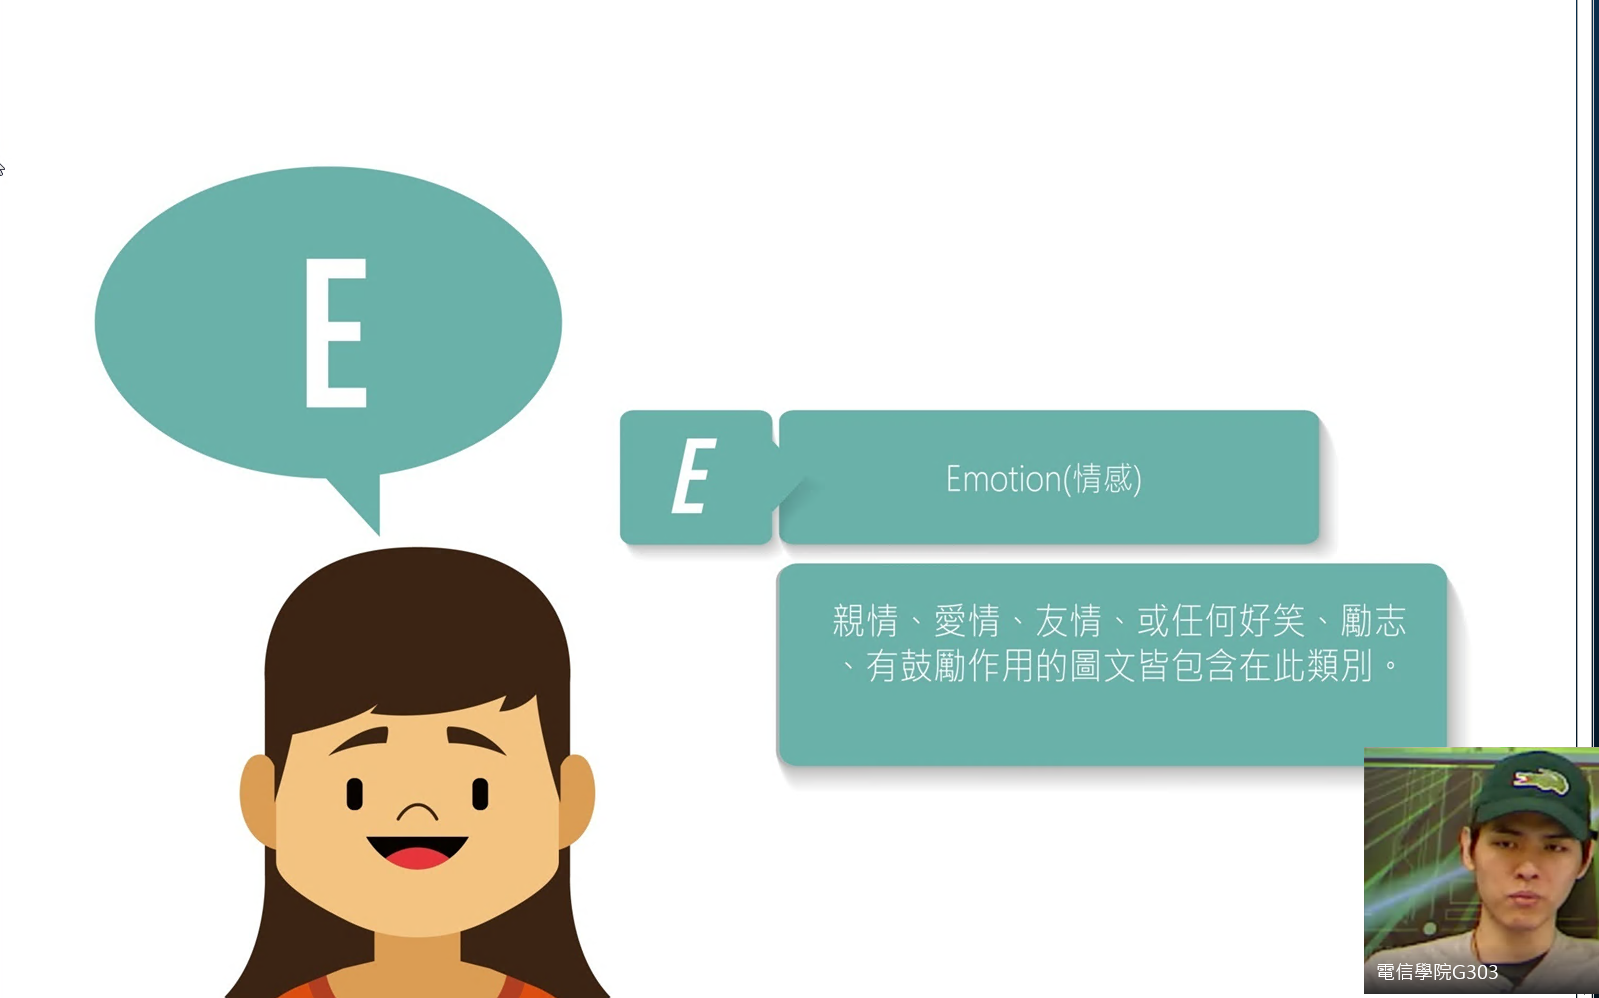 E
E
Emotion(情感)
親情、愛情、友情、或任何好笑、勵志
、有鼓勵作用的圖文皆包含在此類別。
電信學院G303